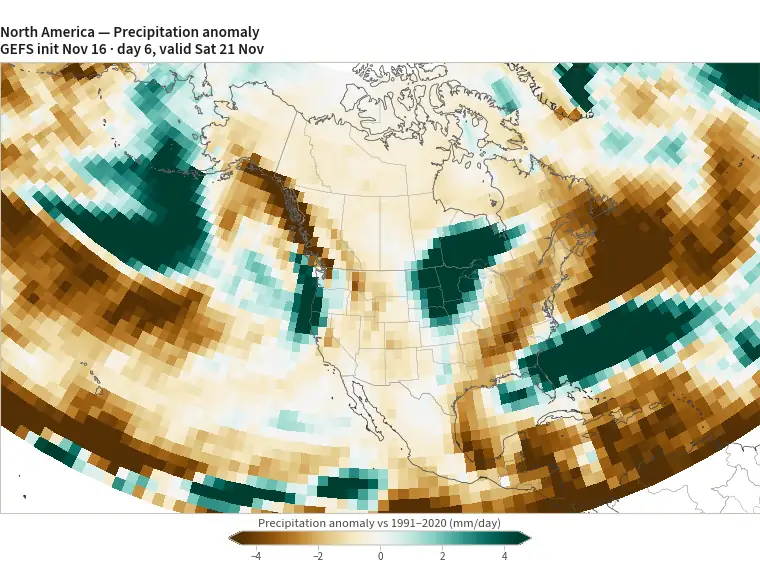 North America — Precipitation anomaly
GEFS init Nov 16 · day 6, valid Sat 21 Nov
Precipitation anomaly vs 1991–2020 (mm/day)
−4 −2 0 2 4